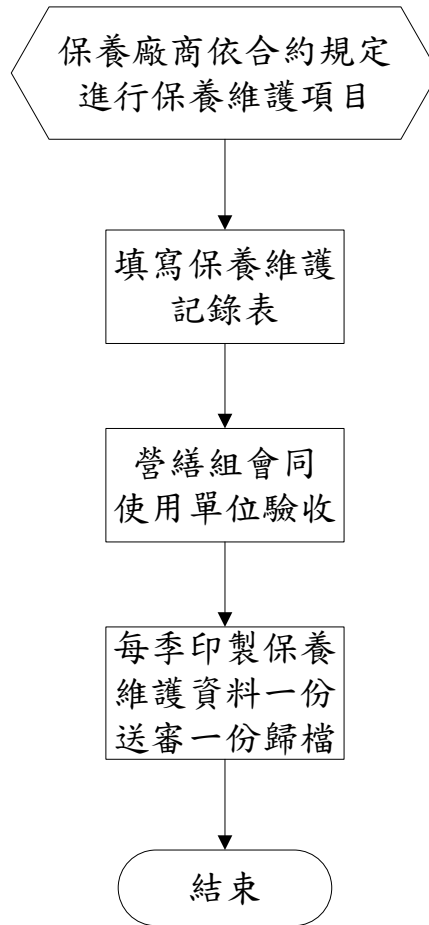 保養廠商依合約規定
進行保養維護項目
填寫保養維護
記錄表
營繕組會同
使用單位驗收
每季印製保養
維護資料一份
送審一份歸檔
結束